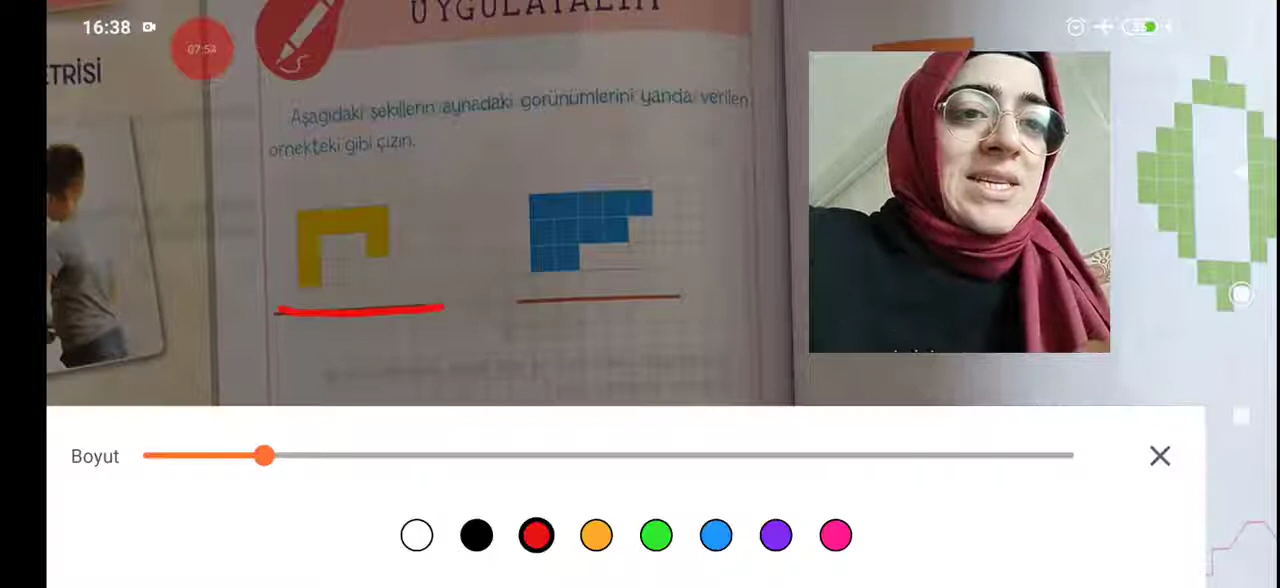 16:38
07:54
UYGULAYALIM
ETRİSİ
Aşağıdaki şekillerin aynadaki görünümlerini yanda verilen
örnekteki gibi çizin.
Boyut